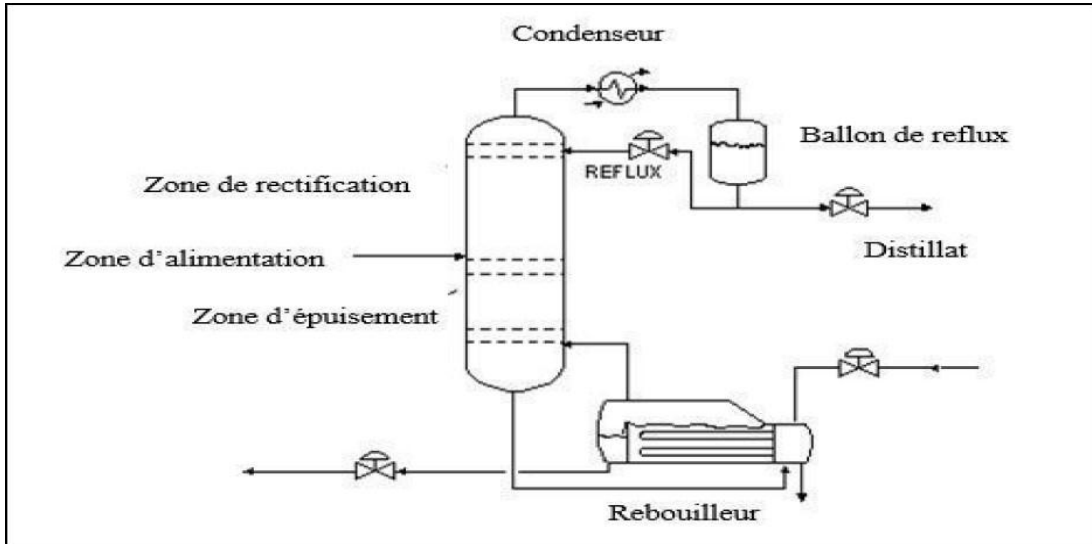 Condenseur
Ballon de reflux
REFLUX
Zone de rectification
Distillat
Zone d'alimentation
Zone d'épuisement
Rebouilleur